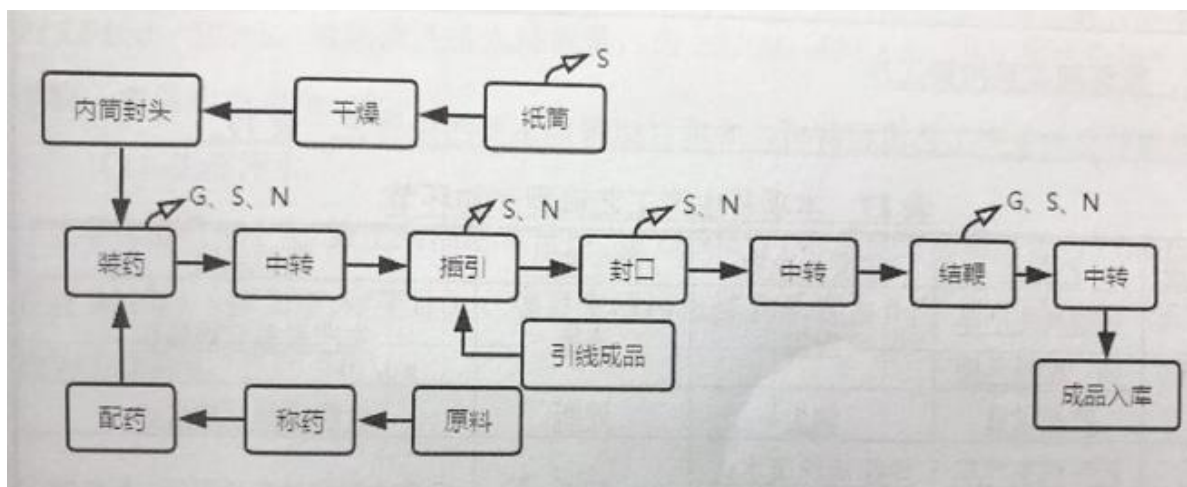 S
内筒封头
干燥
纸筒
G、S、N
S、N
S、N
G、S、N
装药
中转
插引
封口
中转
结鞭
中转
引线成品
配药
称药
原料
成品入库